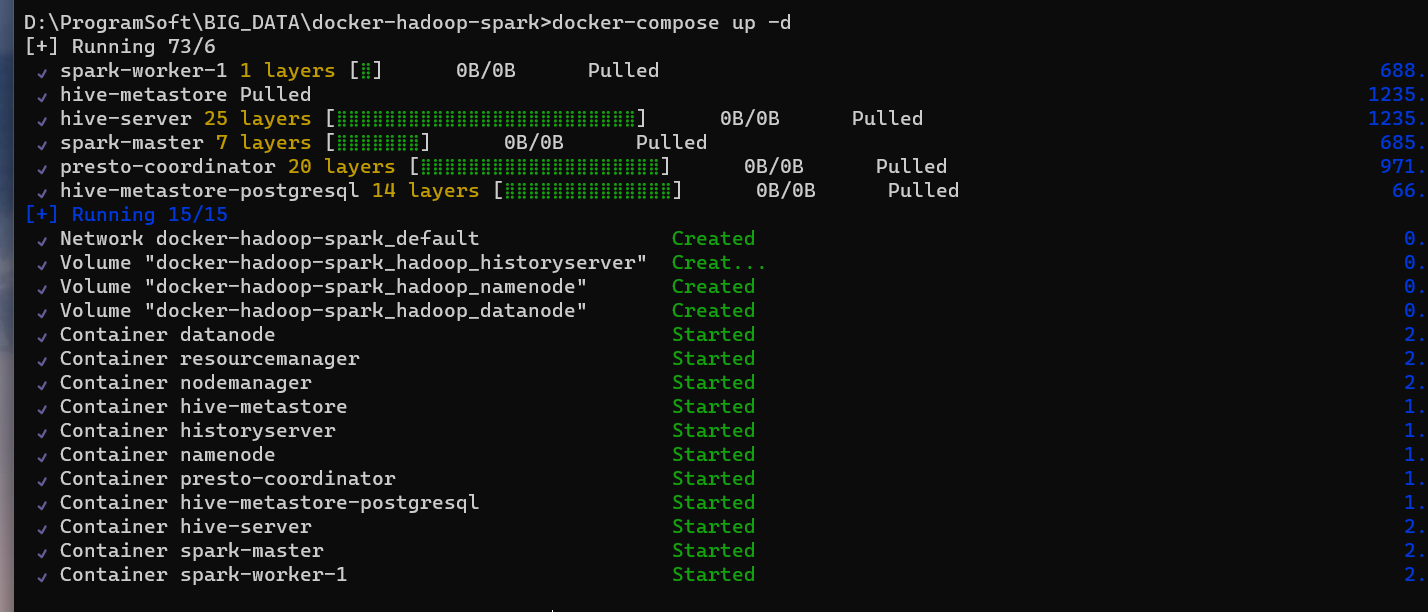 D:\ProgramSoft\BIG_DATA\docker-hadoop-spark>docker-compose up -d
[+] Running 73/6
✓ spark-worker-1 1 layers [⣿] 0B/0B Pulled 688.
✓ hive-metastore Pulled 1235.
✓ hive-server 25 layers [⣿⣿⣿⣿⣿⣿⣿⣿⣿⣿⣿⣿⣿⣿⣿⣿⣿⣿⣿⣿⣿⣿⣿⣿⣿] 0B/0B Pulled 1235.
✓ spark-master 7 layers [⣿⣿⣿⣿⣿⣿⣿] 0B/0B Pulled 685.
✓ presto-coordinator 20 layers [⣿⣿⣿⣿⣿⣿⣿⣿⣿⣿⣿⣿⣿⣿⣿⣿⣿⣿⣿⣿] 0B/0B Pulled 971.
✓ hive-metastore-postgresql 14 layers [⣿⣿⣿⣿⣿⣿⣿⣿⣿⣿⣿⣿⣿⣿] 0B/0B Pulled 66.
[+] Running 15/15
✓ Network docker-hadoop-spark_default Created 0.
✓ Volume "docker-hadoop-spark_hadoop_historyserver" Creat... 0.
✓ Volume "docker-hadoop-spark_hadoop_namenode" Created 0.
✓ Volume "docker-hadoop-spark_hadoop_datanode" Created 0.
✓ Container datanode Started 2.
✓ Container resourcemanager Started 2.
✓ Container nodemanager Started 2.
✓ Container hive-metastore Started 1.
✓ Container historyserver Started 1.
✓ Container namenode Started 1.
✓ Container presto-coordinator Started 1.
✓ Container hive-metastore-postgresql Started 1.
✓ Container hive-server Started 2.
✓ Container spark-master Started 2.
✓ Container spark-worker-1 Started 2.